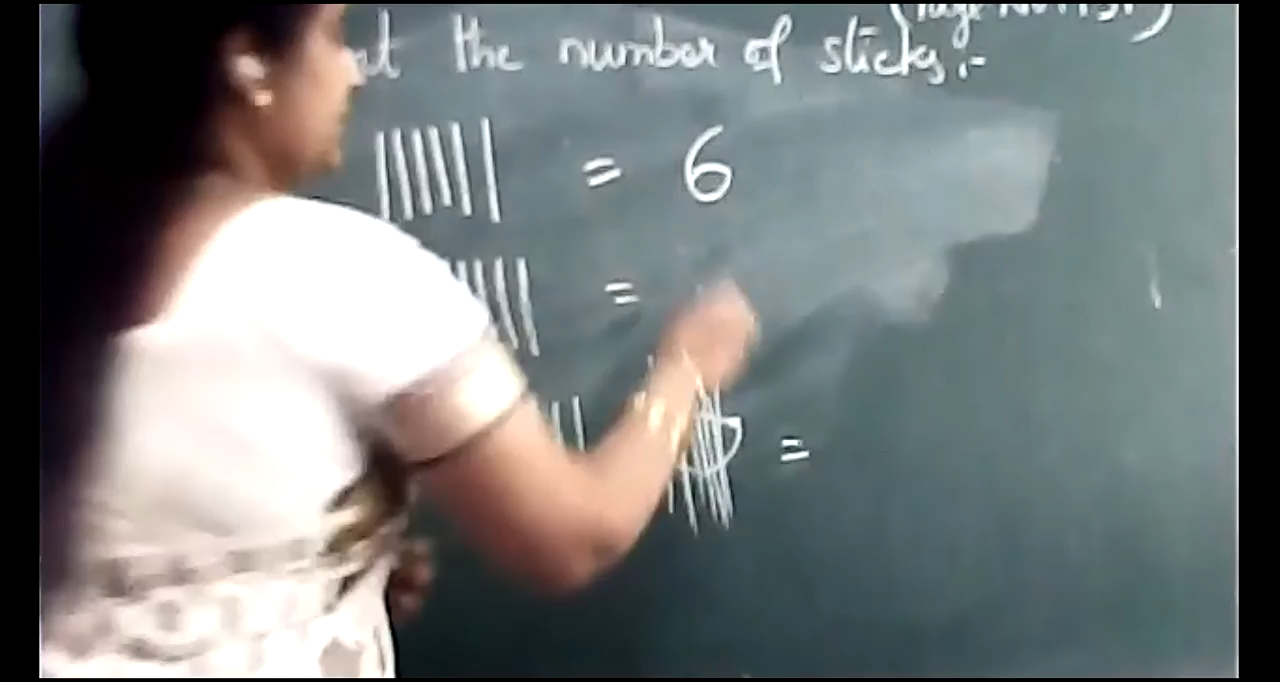 the number of sticks :-
= 6
=
=